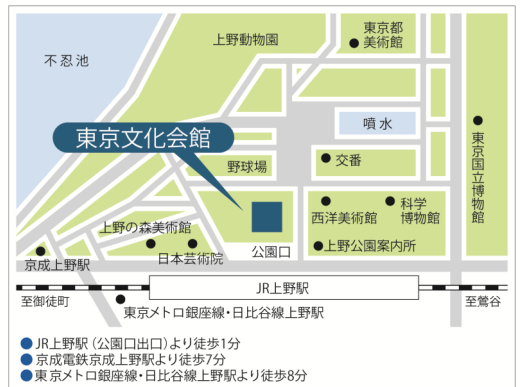 東京都
美術館
上野動物園
不忍池
噴水
東京文化会館
東京国立博物館
野球場
交番
西洋美術館
科学
博物館
上野の森美術館
日本芸術院
公園口
上野公園案内所
京成上野駅
JR上野駅
至御徒町
至鶯谷
東京メトロ銀座線・日比谷線上野駅
●JR上野駅（公園口出口）より徒歩1分
●京成電鉄京成上野駅より徒歩7分
●東京メトロ銀座線・日比谷線上野駅より徒歩8分